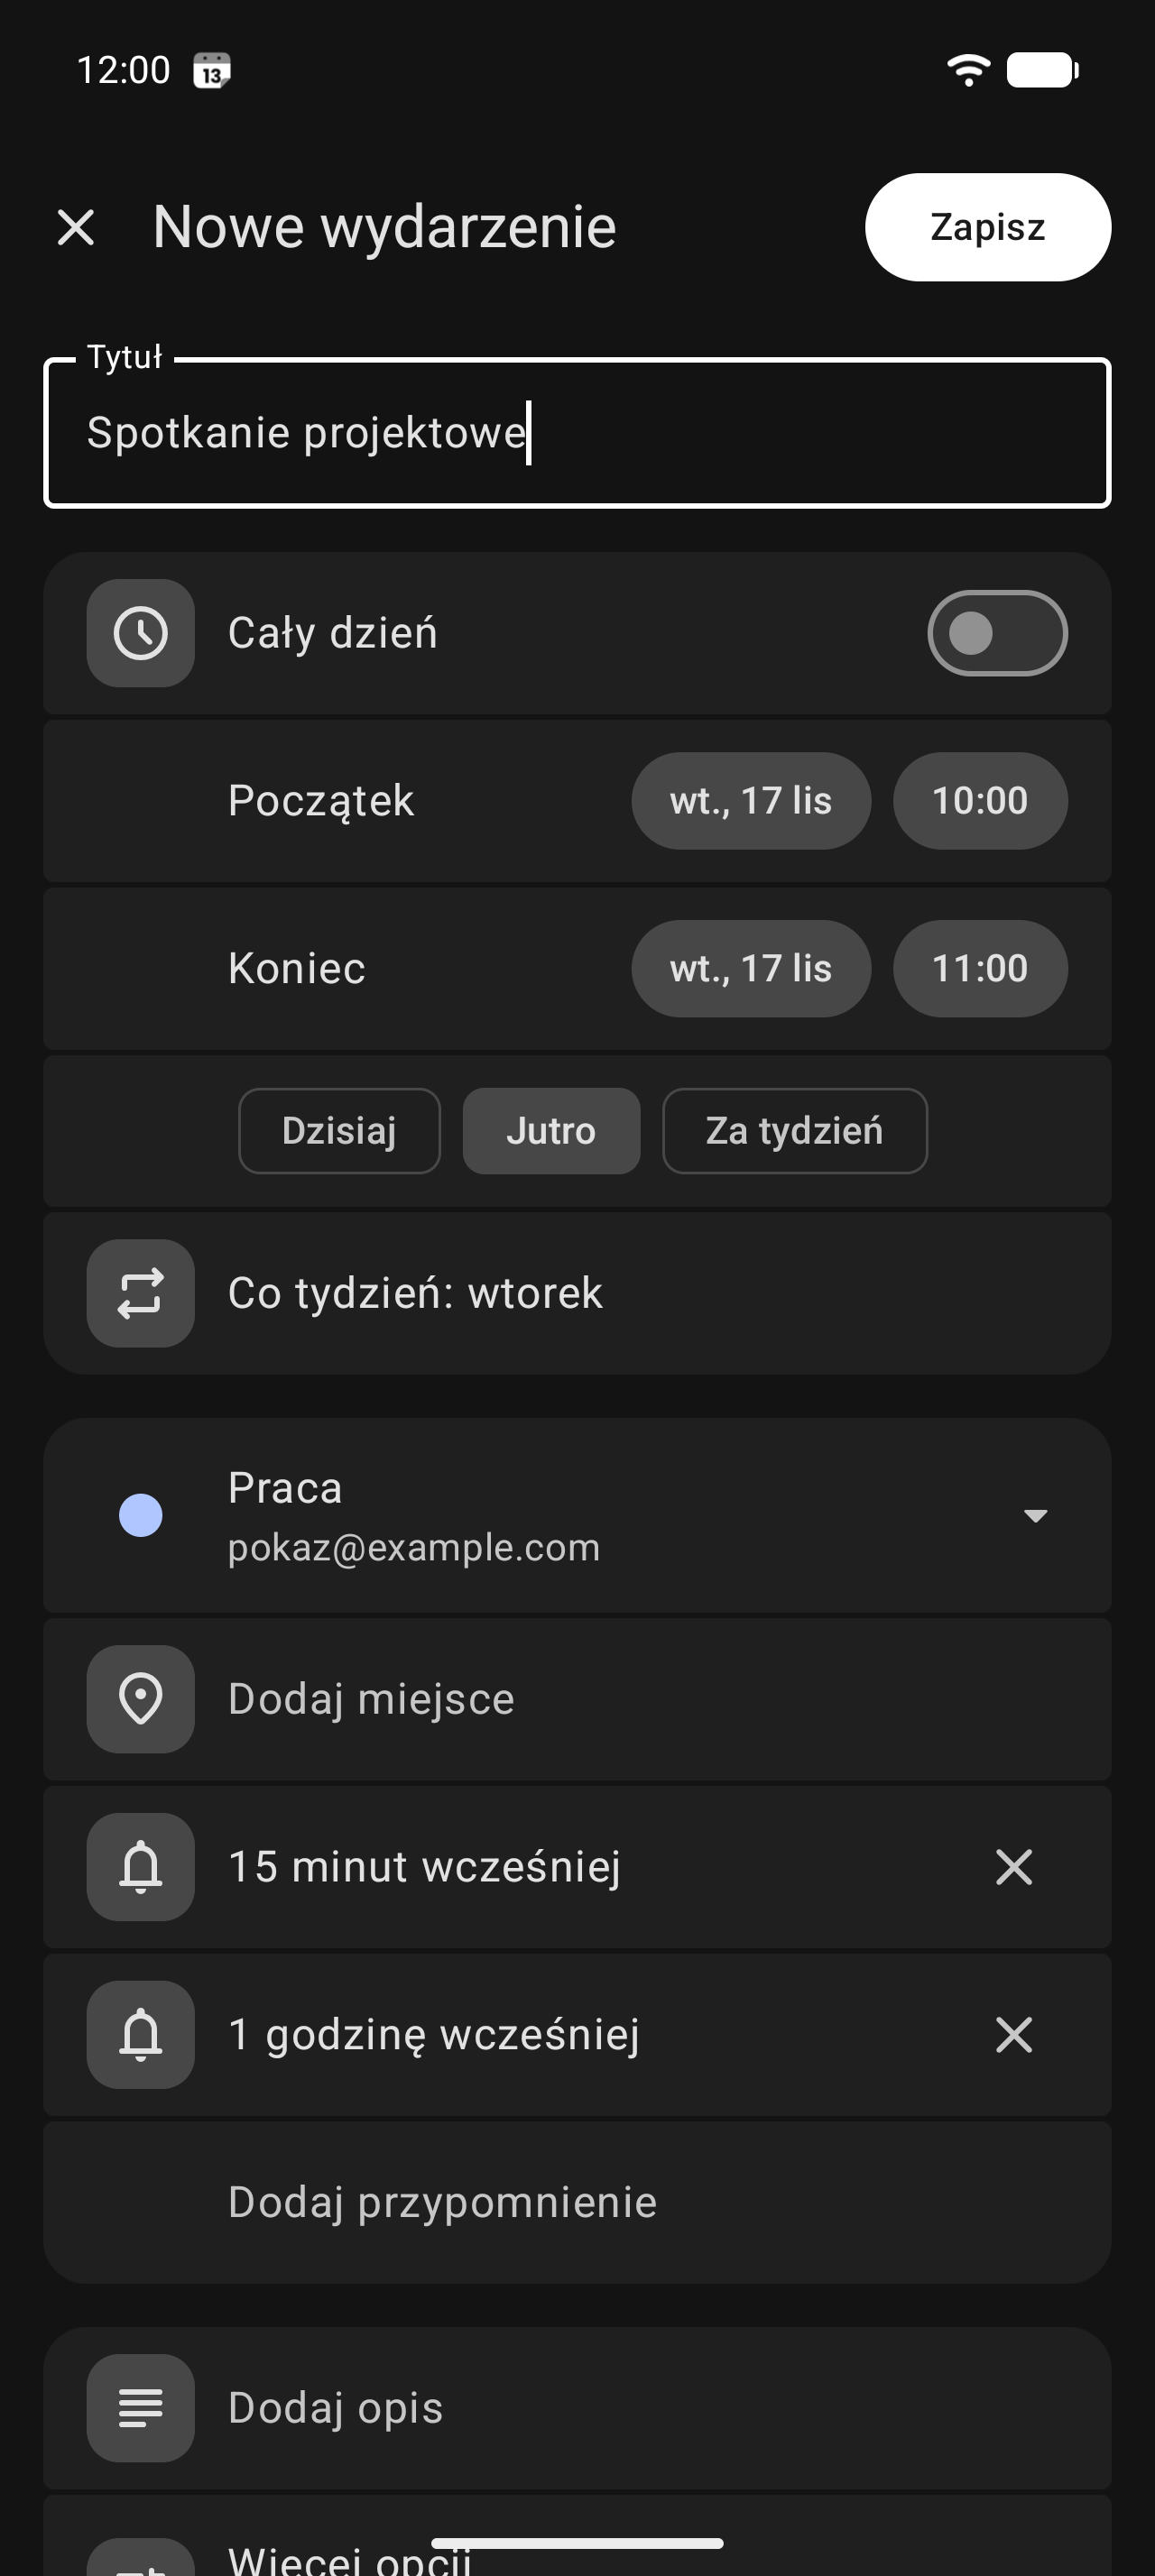 12:00
13
Nowe wydarzenie
Zapisz
Tytuł
Spotkanie projektowe
Cały dzień
Początek
wt., 17 lis
10:00
Koniec
wt., 17 lis
11:00
Dzisiaj
Jutro
Za tydzień
Co tydzień: wtorek
Praca
pokaz@example.com
Dodaj miejsce
15 minut wcześniej
1 godzinę wcześniej
Dodaj przypomnienie
Dodaj opis
Więcej opcji